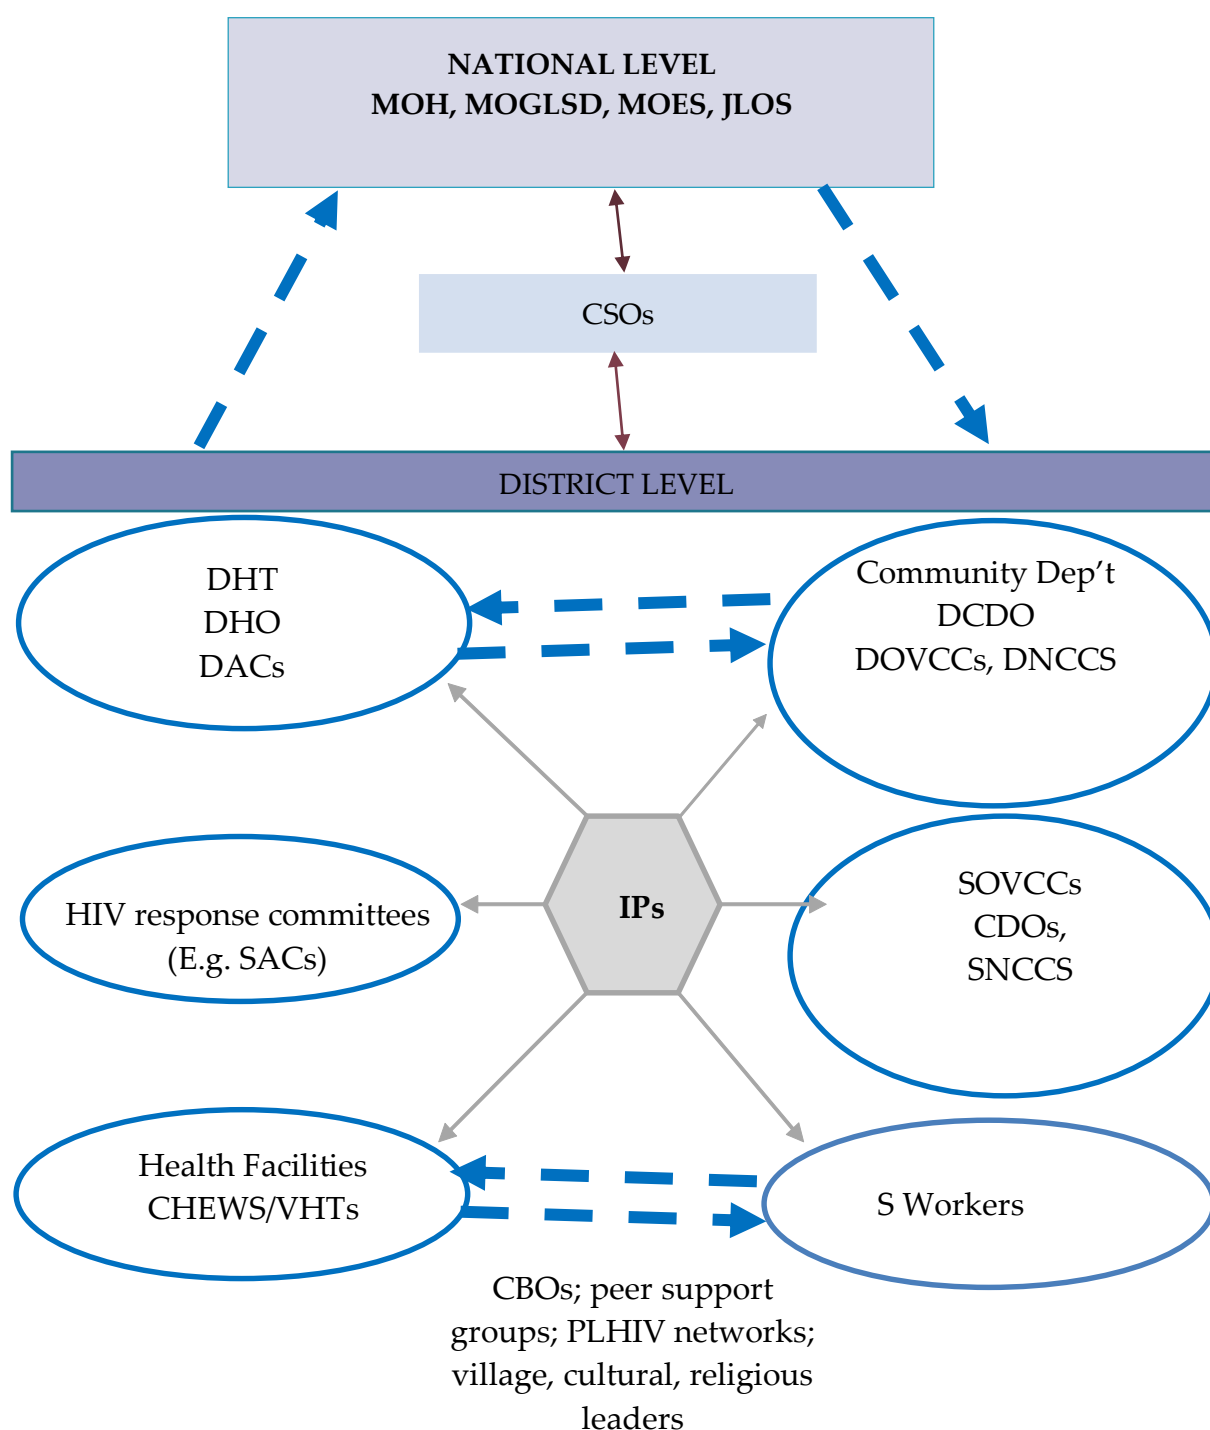 NATIONAL LEVEL
MOH, MOGLSD, MOES, JLOS
CSOs
DISTRICT LEVEL
DHT
DHO
DACs
Community Dep’t
DCDO
DOVCCs, DNCCS
HIV response committees
(E.g. SACs)
IPs
SOVCCs
CDOs,
SNCCS
Health Facilities
CHEWS/VHTs
S Workers
CBOs; peer support
groups; PLHIV networks;
village, cultural, religious
leaders